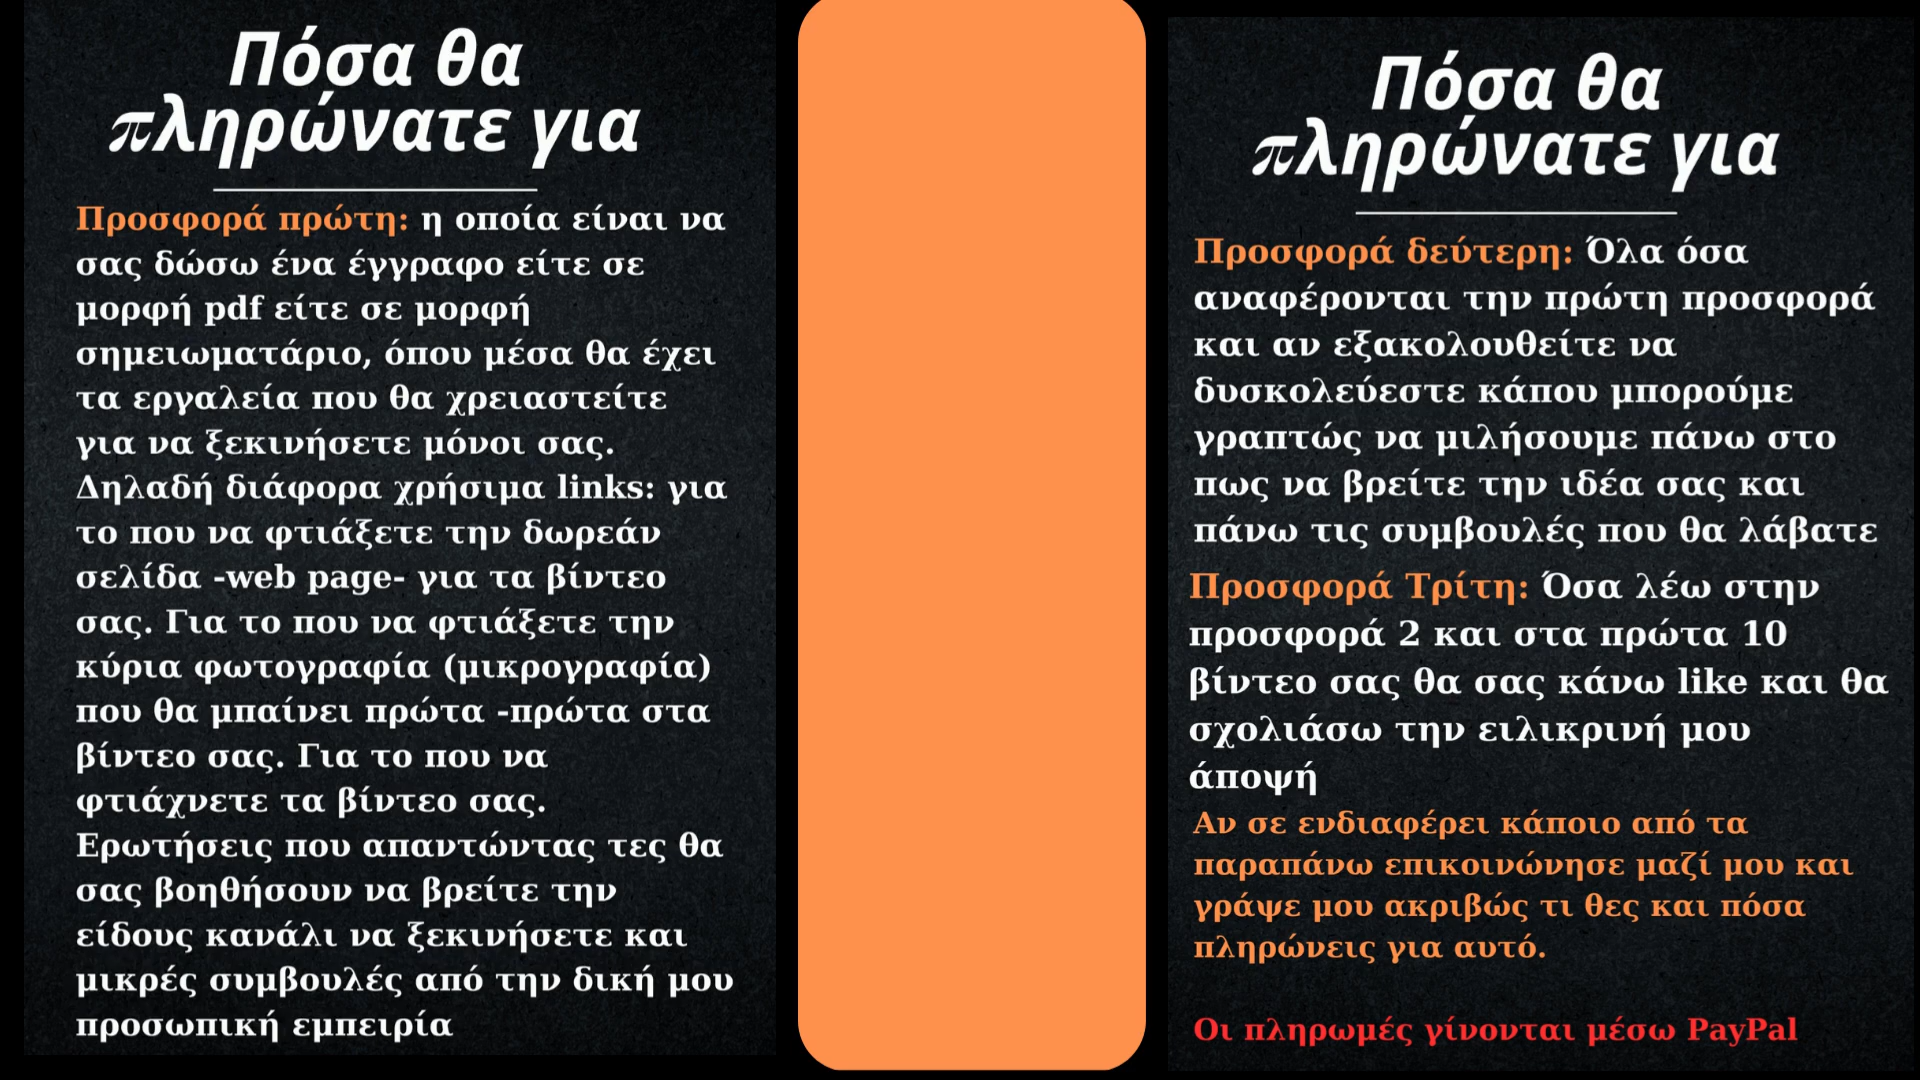 Πόσα θα
πληρώνατε για
Προσφορά πρώτη: η οποία είναι να
σας δώσω ένα έγγραφο είτε σε
μορφή pdf είτε σε μορφή
σημειωματάριο, όπου μέσα θα έχει
τα εργαλεία που θα χρειαστείτε
για να ξεκινήσετε μόνοι σας.
Δηλαδή διάφορα χρήσιμα links: για
το που να φτιάξετε την δωρεάν
σελίδα -web page- για τα βίντεο
σας. Για το που να φτιάξετε την
κύρια φωτογραφία (μικρογραφία)
που θα μπαίνει πρώτα -πρώτα στα
βίντεο σας. Για το που να
φτιάχνετε τα βίντεο σας.
Ερωτήσεις που απαντώντας τες θα
σας βοηθήσουν να βρείτε την
είδους κανάλι να ξεκινήσετε και
μικρές συμβουλές από την δική μου
προσωπική εμπειρία
Πόσα θα
πληρώνατε για
Προσφορά δεύτερη: Όλα όσα
αναφέρονται την πρώτη προσφορά
και αν εξακολουθείτε να
δυσκολεύεστε κάπου μπορούμε
γραπτώς να μιλήσουμε πάνω στο
πως να βρείτε την ιδέα σας και
πάνω τις συμβουλές που θα λάβατε
Προσφορά Τρίτη: Όσα λέω στην
προσφορά 2 και στα πρώτα 10
βίντεο σας θα σας κάνω like και θα
σχολιάσω την ειλικρινή μου
άποψή
Αν σε ενδιαφέρει κάποιο από τα
παραπάνω επικοινώνησε μαζί μου και
γράψε μου ακριβώς τι θες και πόσα
πληρώνεις για αυτό.
Οι πληρωμές γίνονται μέσω PayPal